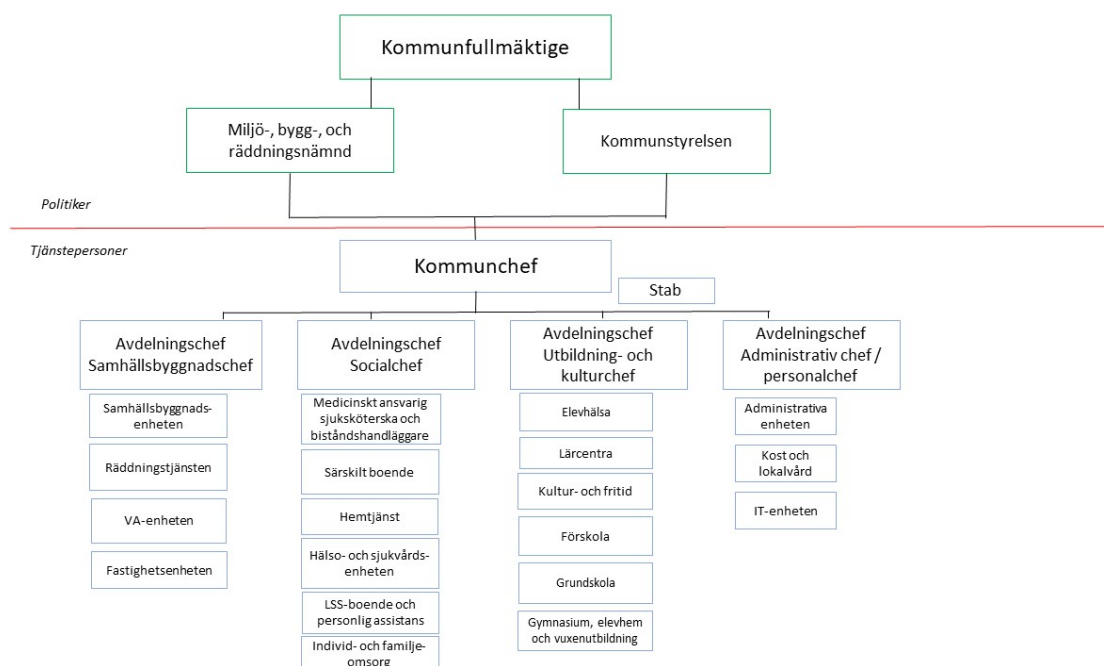 Kommunfullmäktige
Miljö-, bygg-, och
räddningsnämnd
Kommunstyrelsen
Politiker
Tjänstepersoner
Kommunchef
Stab
Avdelningschef
Samhällsbyggnadschef
Avdelningschef
Socialchef
Avdelningschef
Utbildning- och
kulturchef
Avdelningschef
Administrativ chef /
personalchef
Samhällsbyggnads-
enheten
Räddningstjänsten
VA-enheten
Fastighetsenheten
Medicinskt ansvarig
sjuksköterska och
biståndshandläggare
Särskilt boende
Hemtjänst
Hälso- och sjukvårds-
enheten
LSS-boende och
personlig assistans
Individ- och familje-
omsorg
Elevhälsa
Lärcentra
Kultur- och fritid
Förskola
Grundskola
Gymnasium, elevhem
och vuxenutbildning
Administrativa
enheten
Kost och
lokalvård
IT-enheten